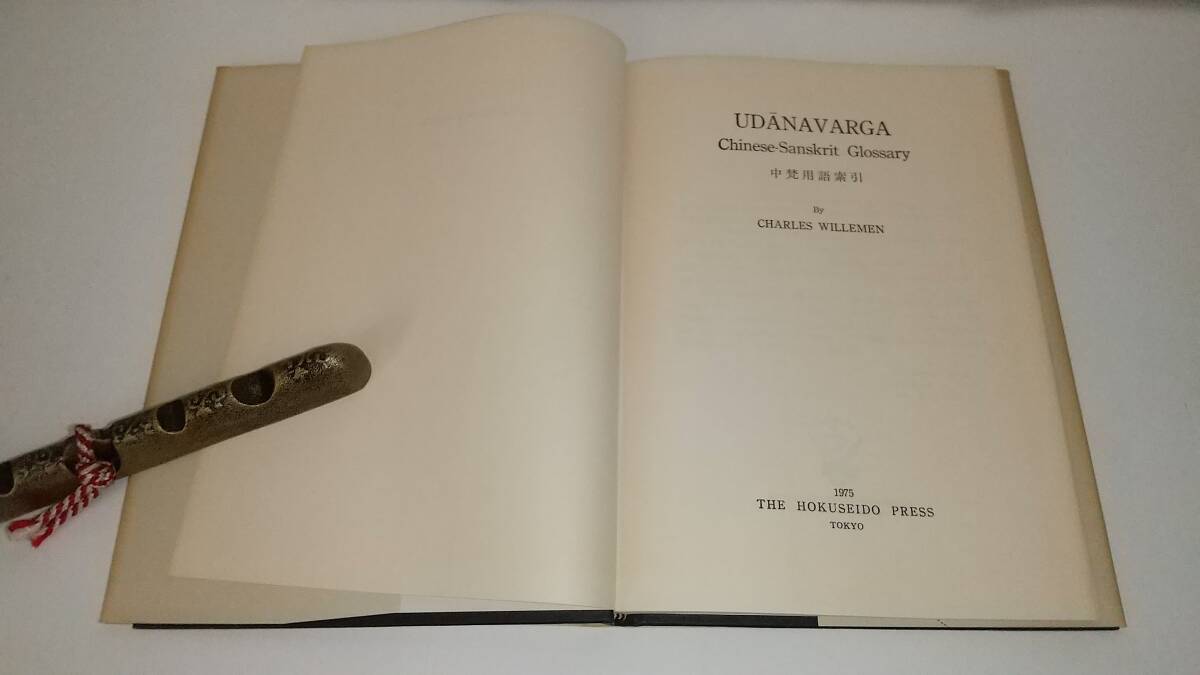 UDĀNAVARGA
Chinese-Sanskrit Glossary
中梵用語索引
By
CHARLES WILLEMEN
1975
THE HOKUSEIDO PRESS
TOKYO